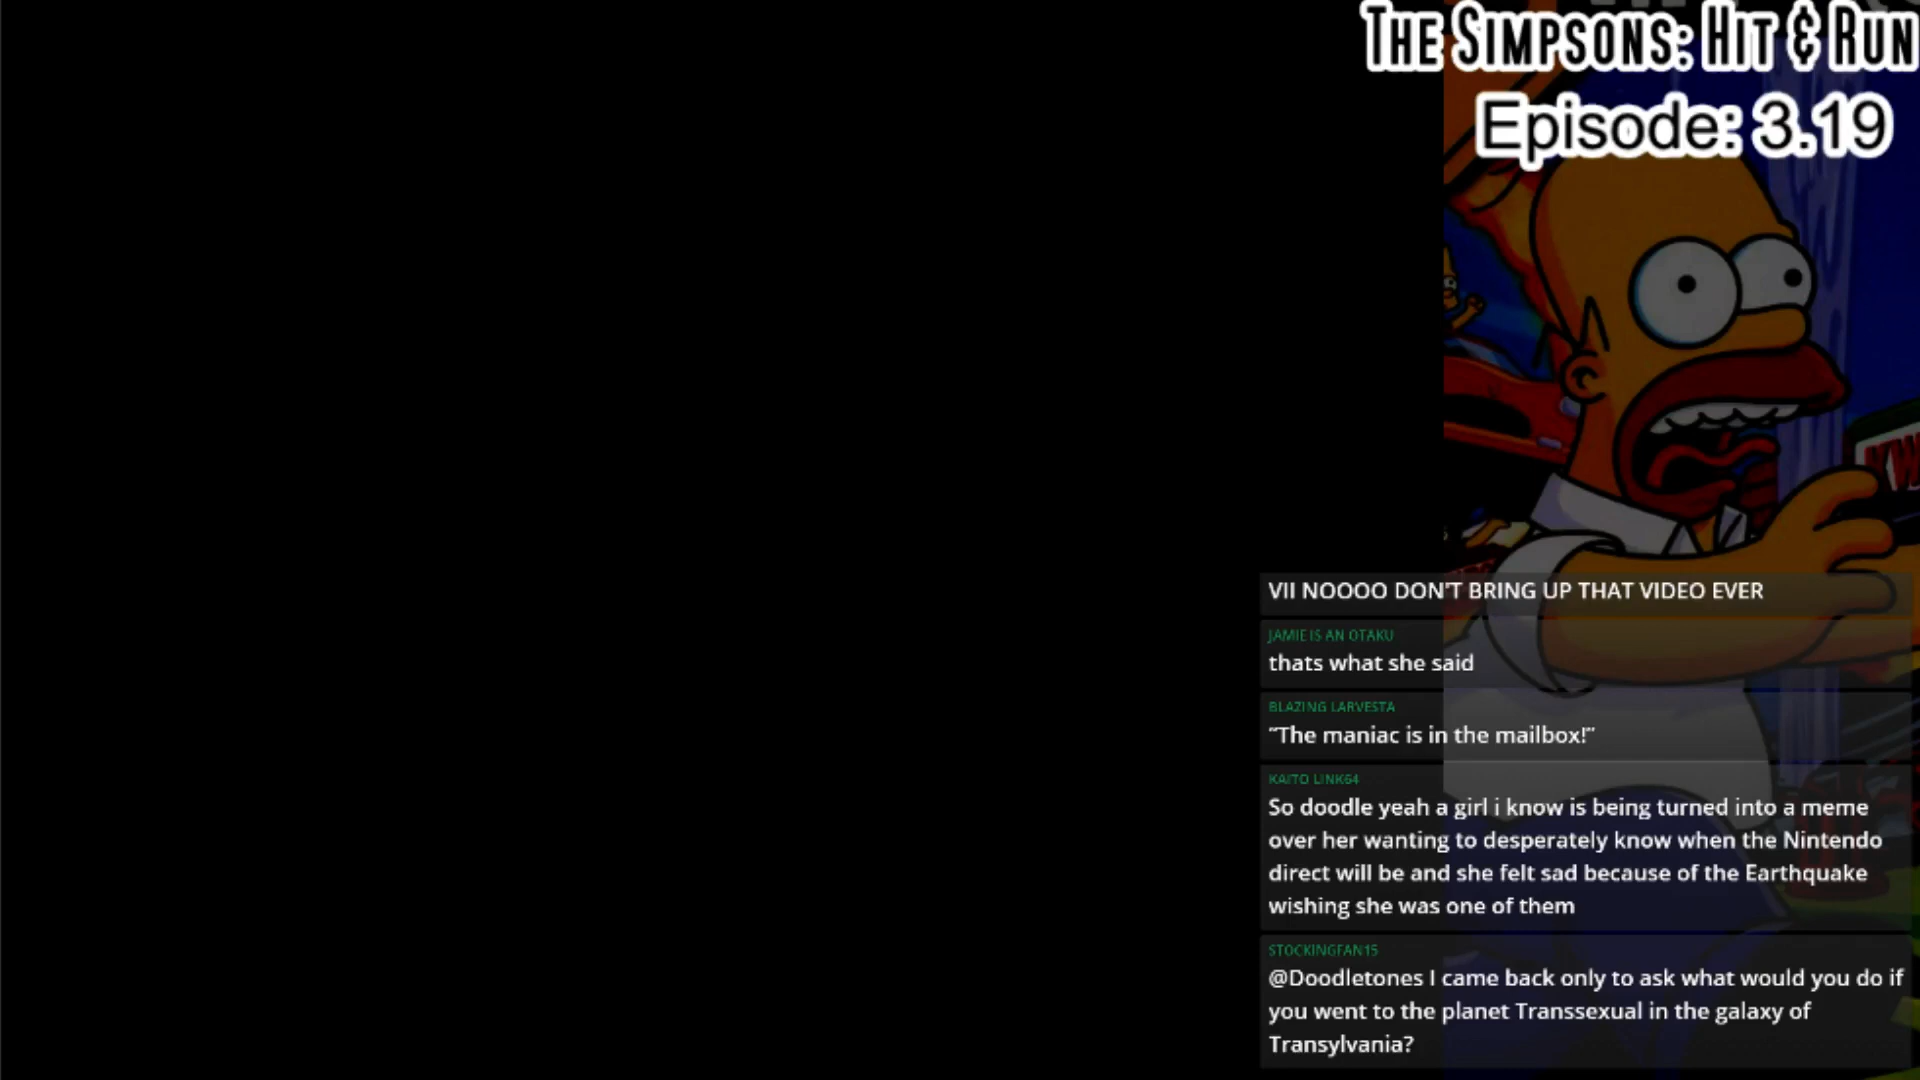 THE SIMPSONS: HIT & RUN
Episode: 3.19
VII NOOOO DON'T BRING UP THAT VIDEO EVER
JAMIE IS AN OTAKU
thats what she said
BLAZING LARVESTA
"The maniac is in the mailbox!"
KAITO LINK64
So doodle yeah a girl i know is being turned into a meme
over her wanting to desperately know when the Nintendo
direct will be and she felt sad because of the Earthquake
wishing she was one of them
STOCKINGFAN15
@Doodletones I came back only to ask what would you do if
you went to the planet Transsexual in the galaxy of
Transylvania?